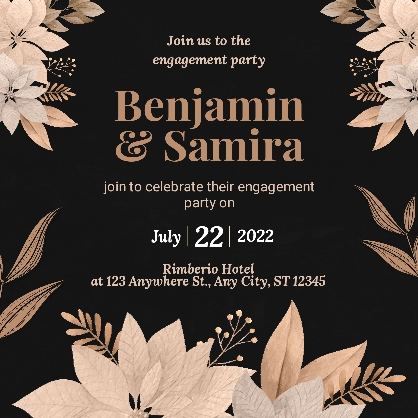 Join us to the
engagement party
Benjamin
& Samira
join to celebrate their engagement
party on
July | 22 | 2022
Rimberio Hotel
at 123 Anywhere St., Any City, ST 12345